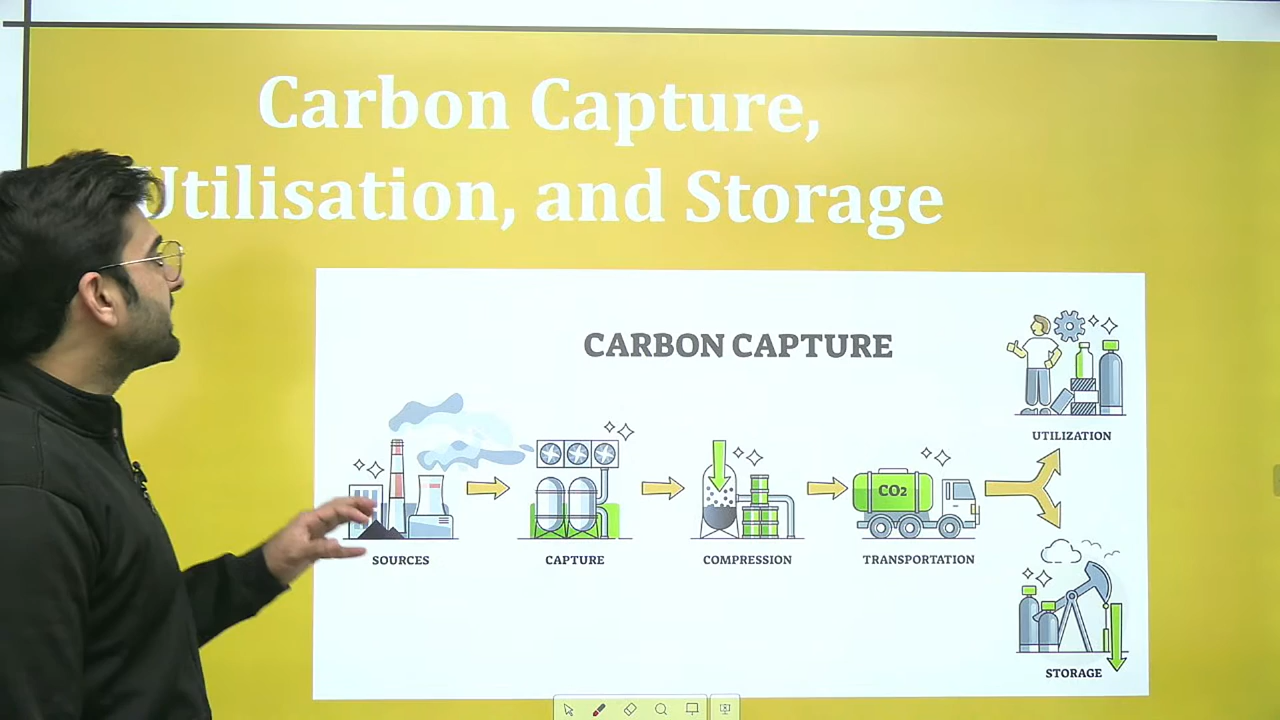 Carbon Capture,
Utilisation, and Storage
CARBON CAPTURE
SOURCES
CAPTURE
COMPRESSION
CO2
TRANSPORTATION
UTILIZATION
STORAGE